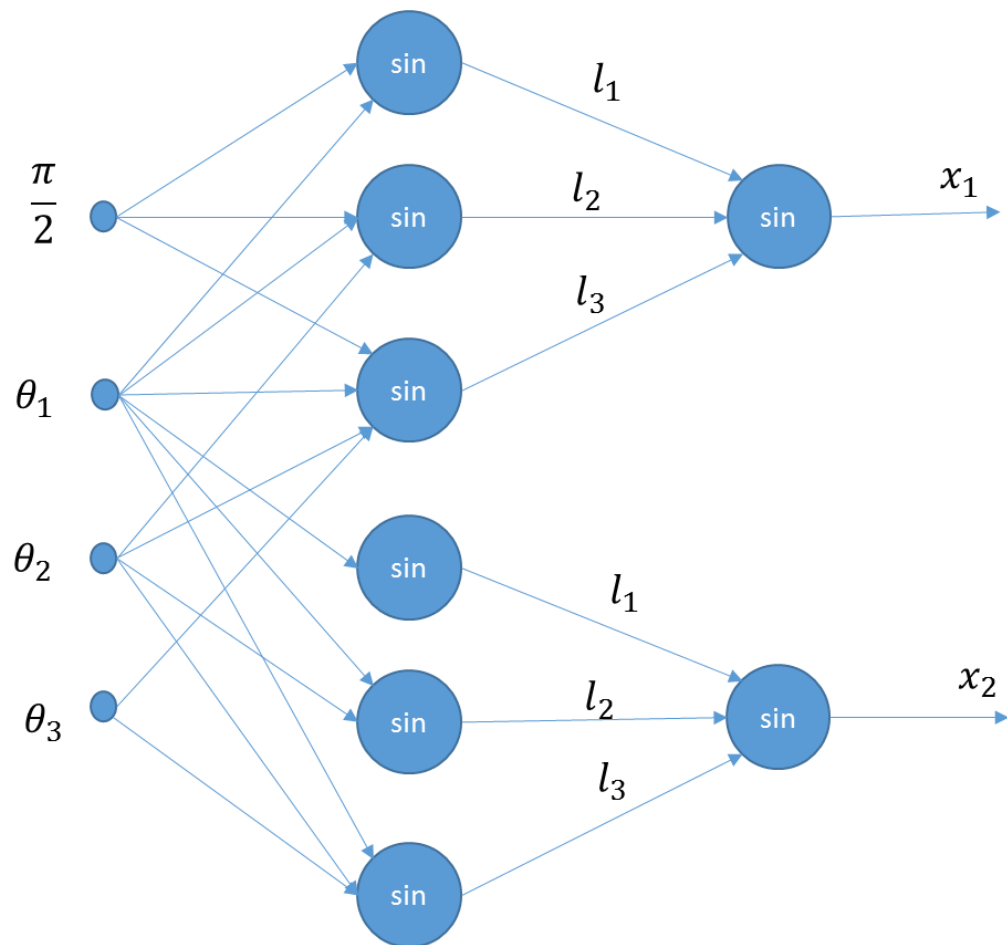 sin
l₁
π
2
sin
l₂
sin
x₁
l₃
θ₁
sin
θ₂
sin
l₁
θ₃
sin
l₂
sin
x₂
l₃
sin